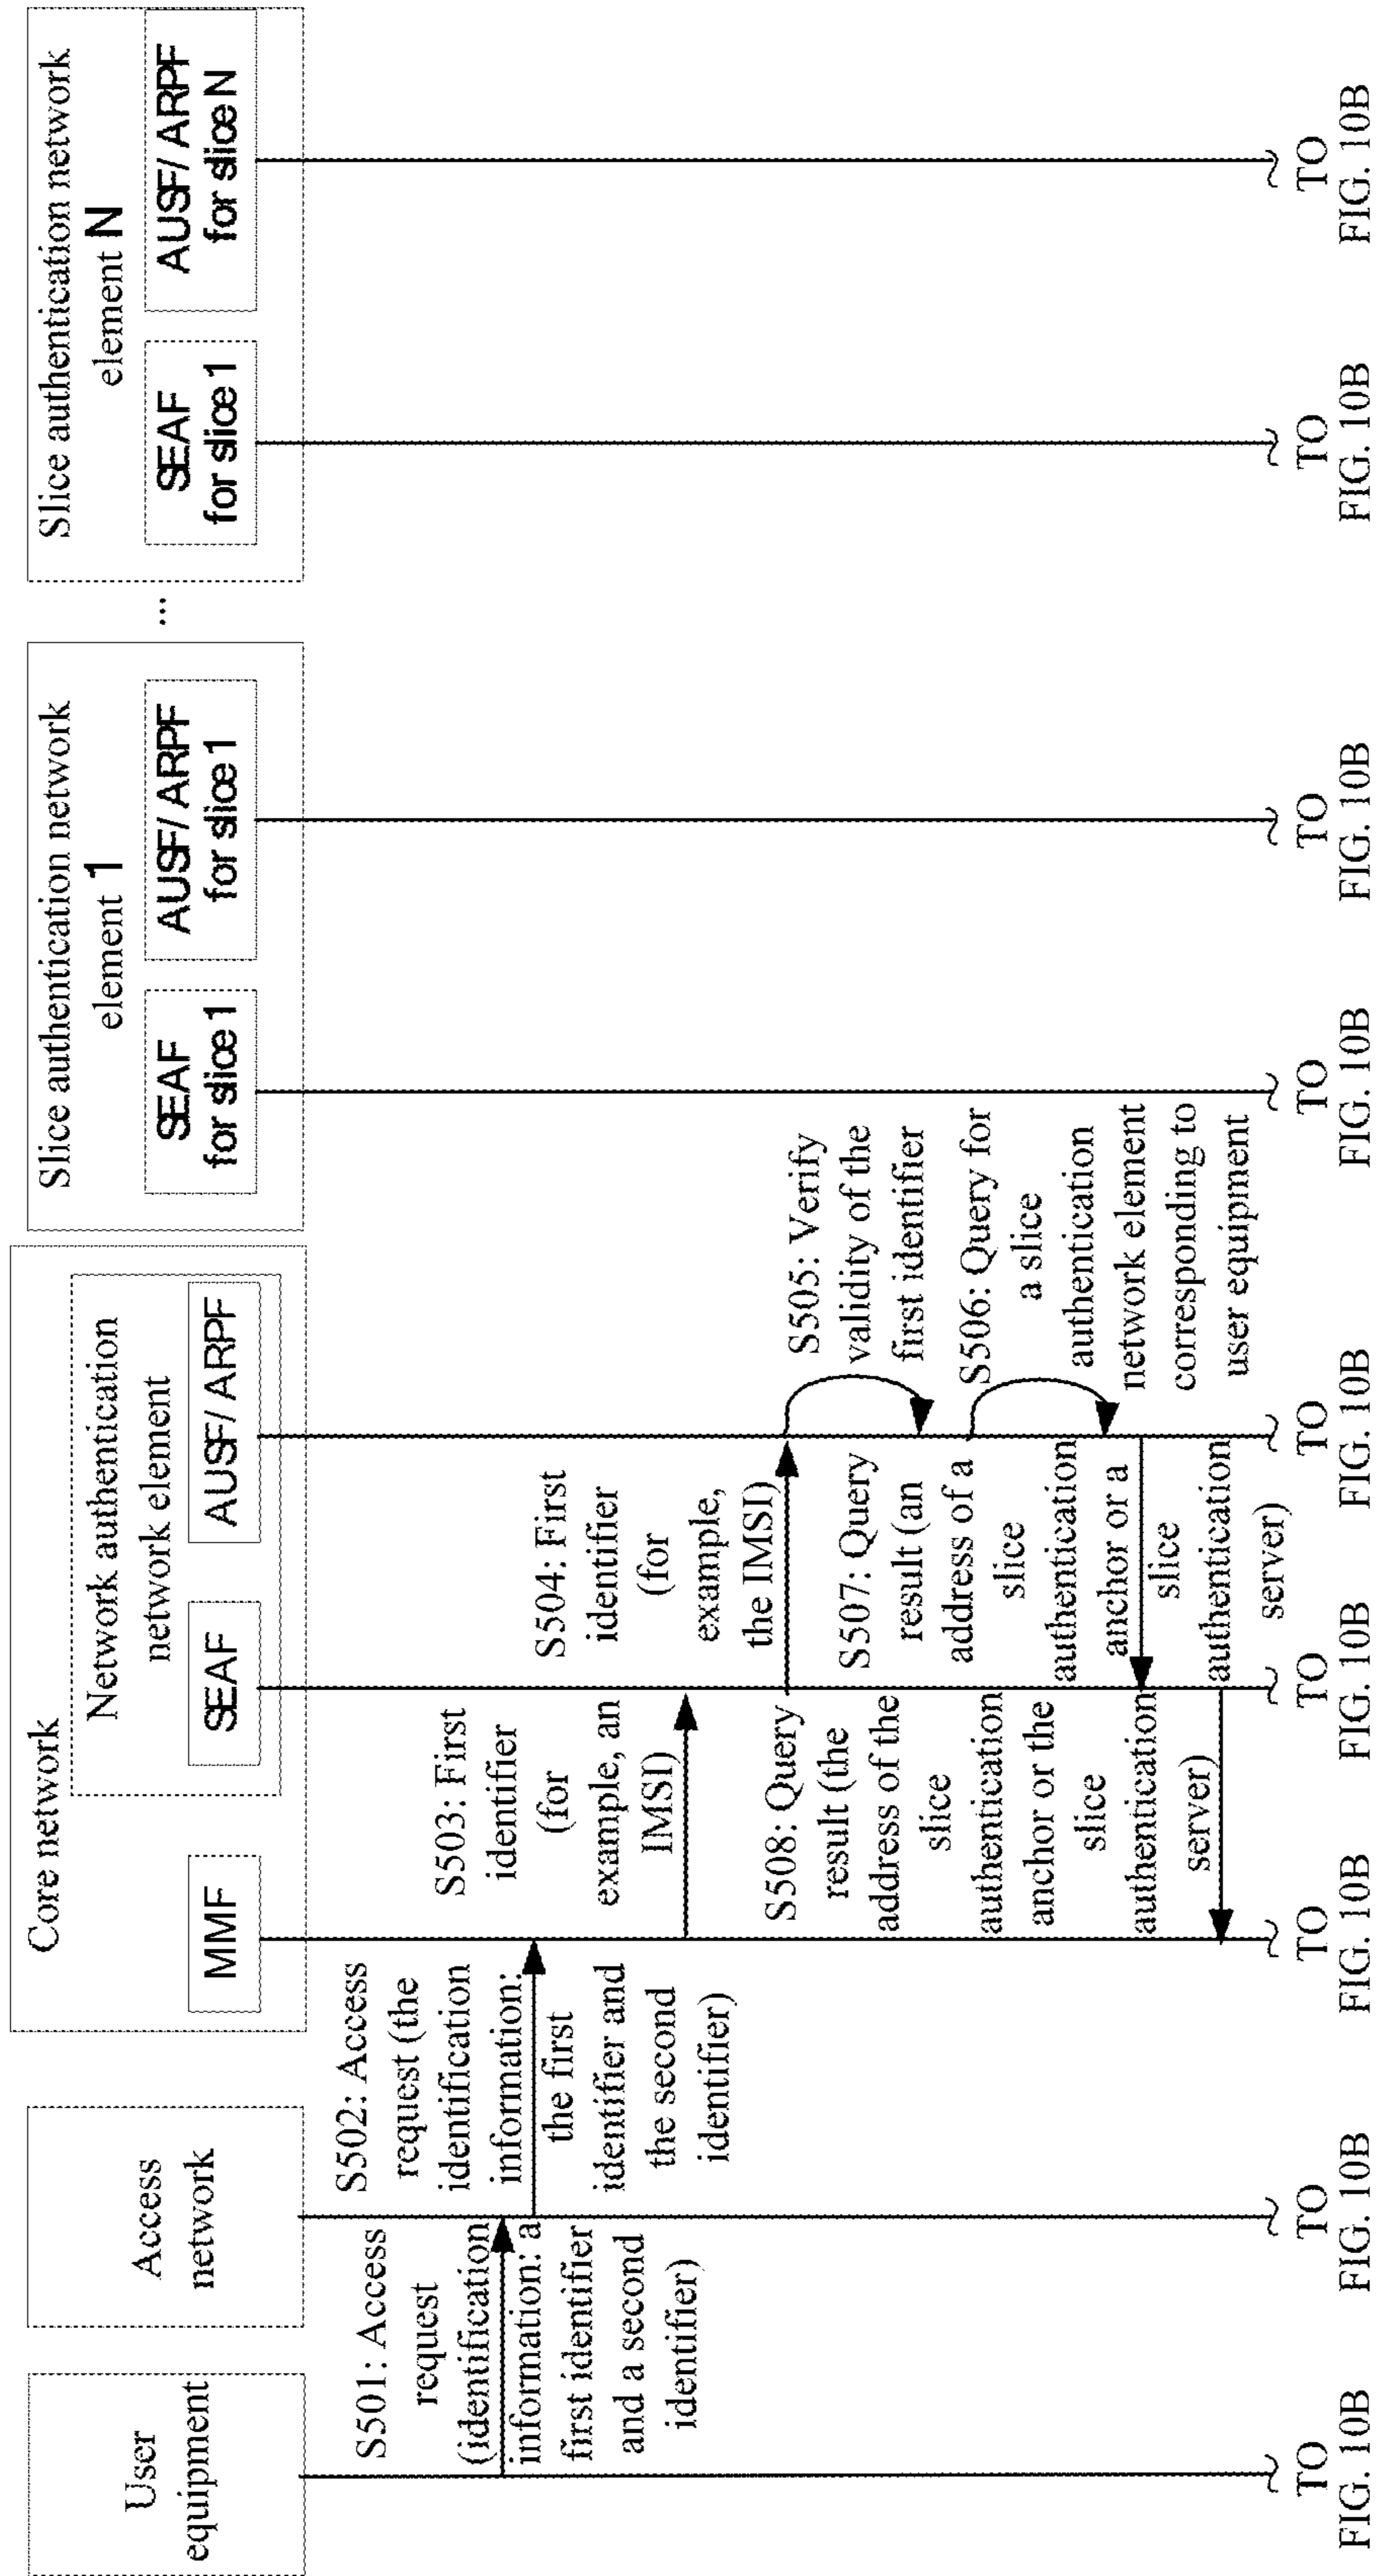 User
equipment
Access
network
Core network
MMF
Network authentication
network element
SEAF
AUSF/ARPF
Slice authentication network
element 1
SEAF
for slice 1
AUSF/ARPF
for slice 1
...
Slice authentication network
element N
SEAF
for slice 1
AUSF/ARPF
for slice N
S501: Access
request
(identification
information: a
first identifier
and a second
identifier)
S502: Access
request (the
identification
information:
the first
identifier and
the second
identifier)
S503: First
identifier
(for
example, an
IMSI)
S504: First
identifier
(for
example,
the IMSI)
S505: Verify
validity of the
first identifier
S506: Query for
a slice
authentication
network element
corresponding to
user equipment
S507: Query
result (an
address of a
slice
authentication
anchor or a
slice
authentication
server)
S508: Query
result (the
address of the
slice
authentication
anchor or the
slice
authentication
server)
TO
FIG. 10B
TO
FIG. 10B
TO
FIG. 10B
TO
FIG. 10B
TO
FIG. 10B
TO
FIG. 10B
TO
FIG. 10B
TO
FIG. 10B
TO
FIG. 10B